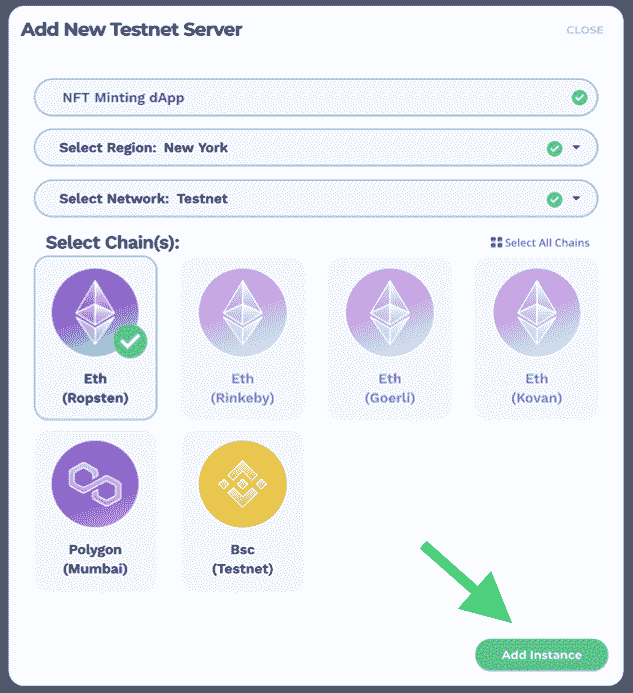 Add New Testnet Server
CLOSE
NFT Minting dApp
Select Region: New York
Select Network: Testnet
Select Chain(s):
Select All Chains
Eth
(Ropsten)
Eth
(Rinkeby)
Eth
(Goerli)
Eth
(Kovan)
Polygon
(Mumbai)
Bsc
(Testnet)
Add Instance